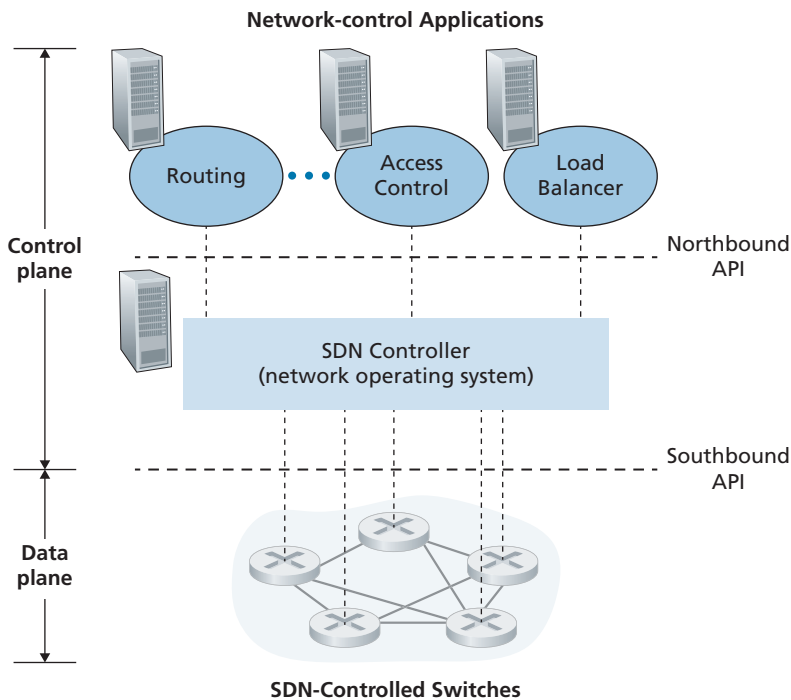 Network-control Applications
Routing
Access
Control
Load
Balancer
Control
plane
Northbound
API
SDN Controller
(network operating system)
Southbound
API
Data
plane
SDN-Controlled Switches